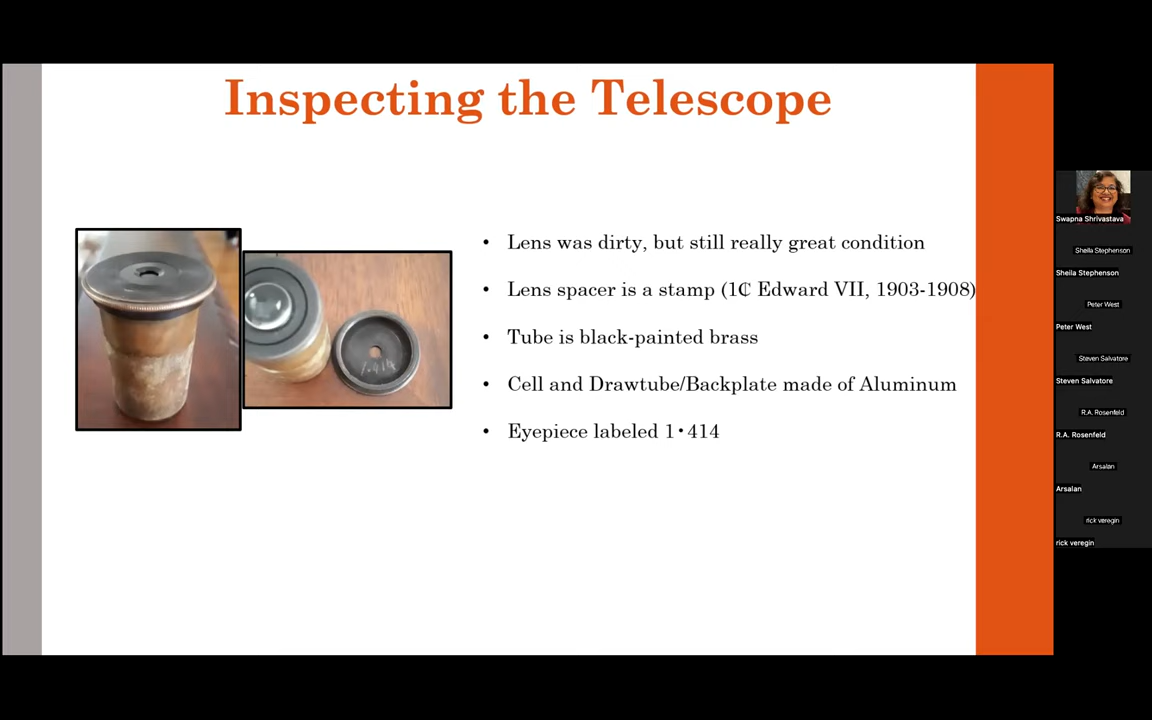 Inspecting the Telescope
• Lens was dirty, but still really great condition
• Lens spacer is a stamp (1₵ Edward VII, 1903-1908)
• Tube is black-painted brass
• Cell and Drawtube/Backplate made of Aluminum
• Eyepiece labeled 1·414
1.414
Swapna Shrivastava
Sheila Stephenson
Sheila Stephenson
Peter West
Peter West
Steven Salvatore
Steven Salvatore
R.A. Rosenfeld
R.A. Rosenfeld
Arsalan
Arsalan
rick veregin
rick veregin